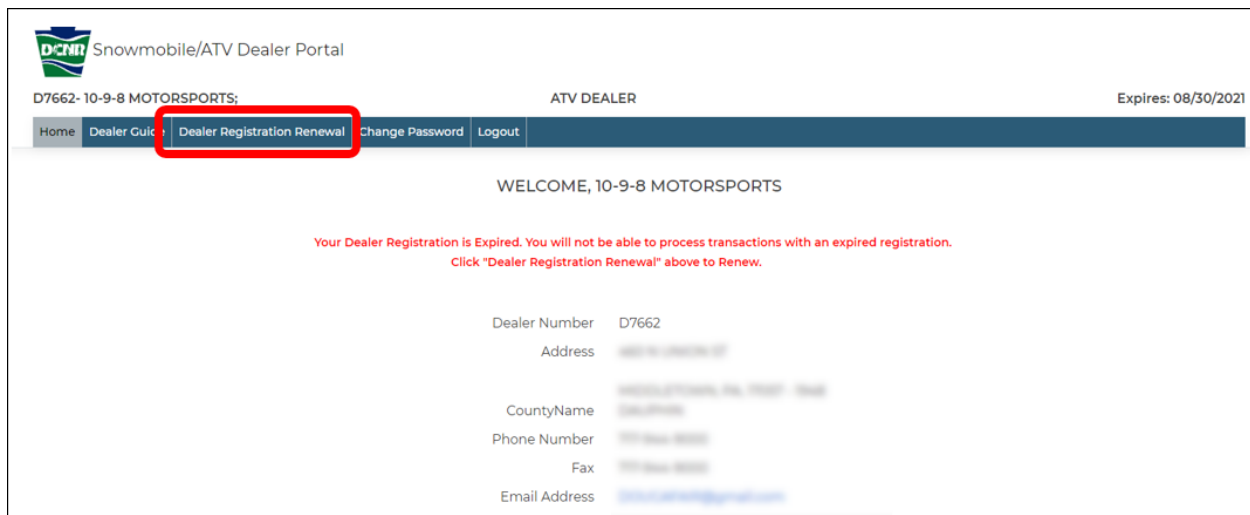 DCNR Snowmobile/ATV Dealer Portal
D7662- 10-9-8 MOTORSPORTS; ATV DEALER Expires: 08/30/2021
Home Dealer Guide Dealer Registration Renewal Change Password Logout
WELCOME, 10-9-8 MOTORSPORTS
Your Dealer Registration is Expired. You will not be able to process transactions with an expired registration.
Click "Dealer Registration Renewal" above to Renew.
Dealer Number D7662
Address
CountyName
Phone Number
Fax
Email Address